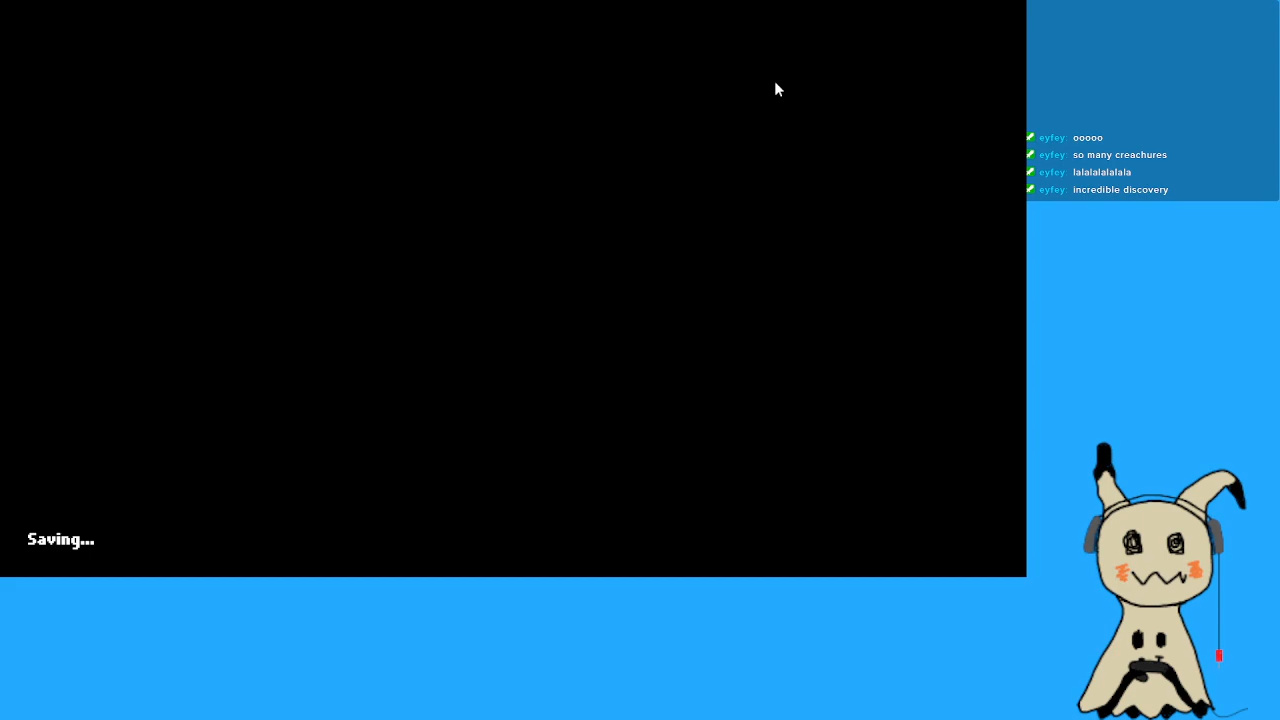 eyfey: ooooo
eyfey: so many creachures
eyfey: lalalalalalala
eyfey: incredible discovery
Saving...